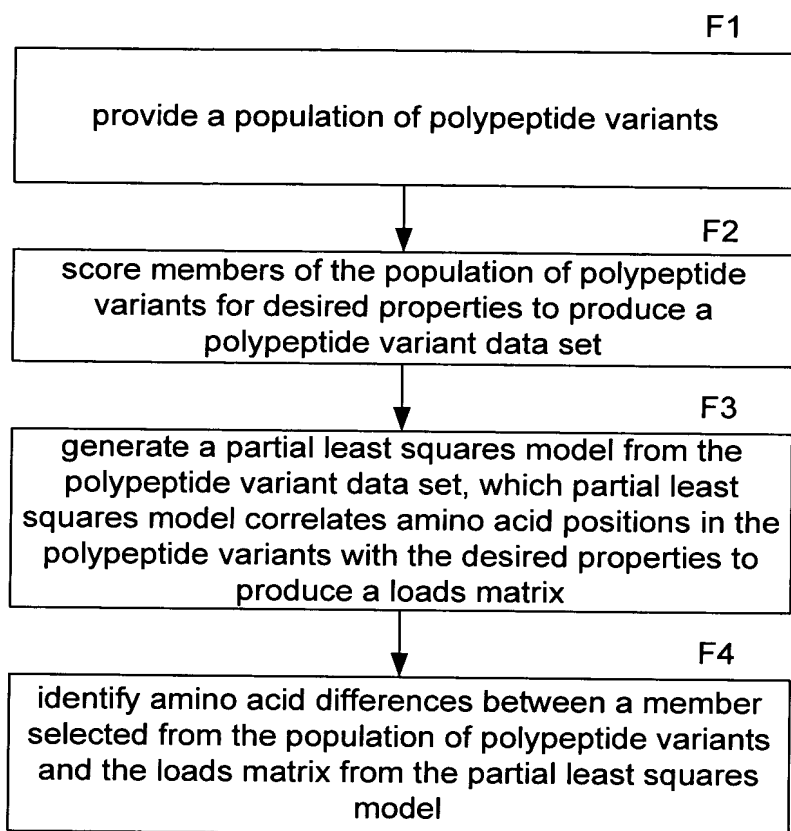 F1
provide a population of polypeptide variants
F2
score members of the population of polypeptide
variants for desired properties to produce a
polypeptide variant data set
F3
generate a partial least squares model from the
polypeptide variant data set, which partial least
squares model correlates amino acid positions in the
polypeptide variants with the desired properties to
produce a loads matrix
F4
identify amino acid differences between a member
selected from the population of polypeptide variants
and the loads matrix from the partial least squares
model